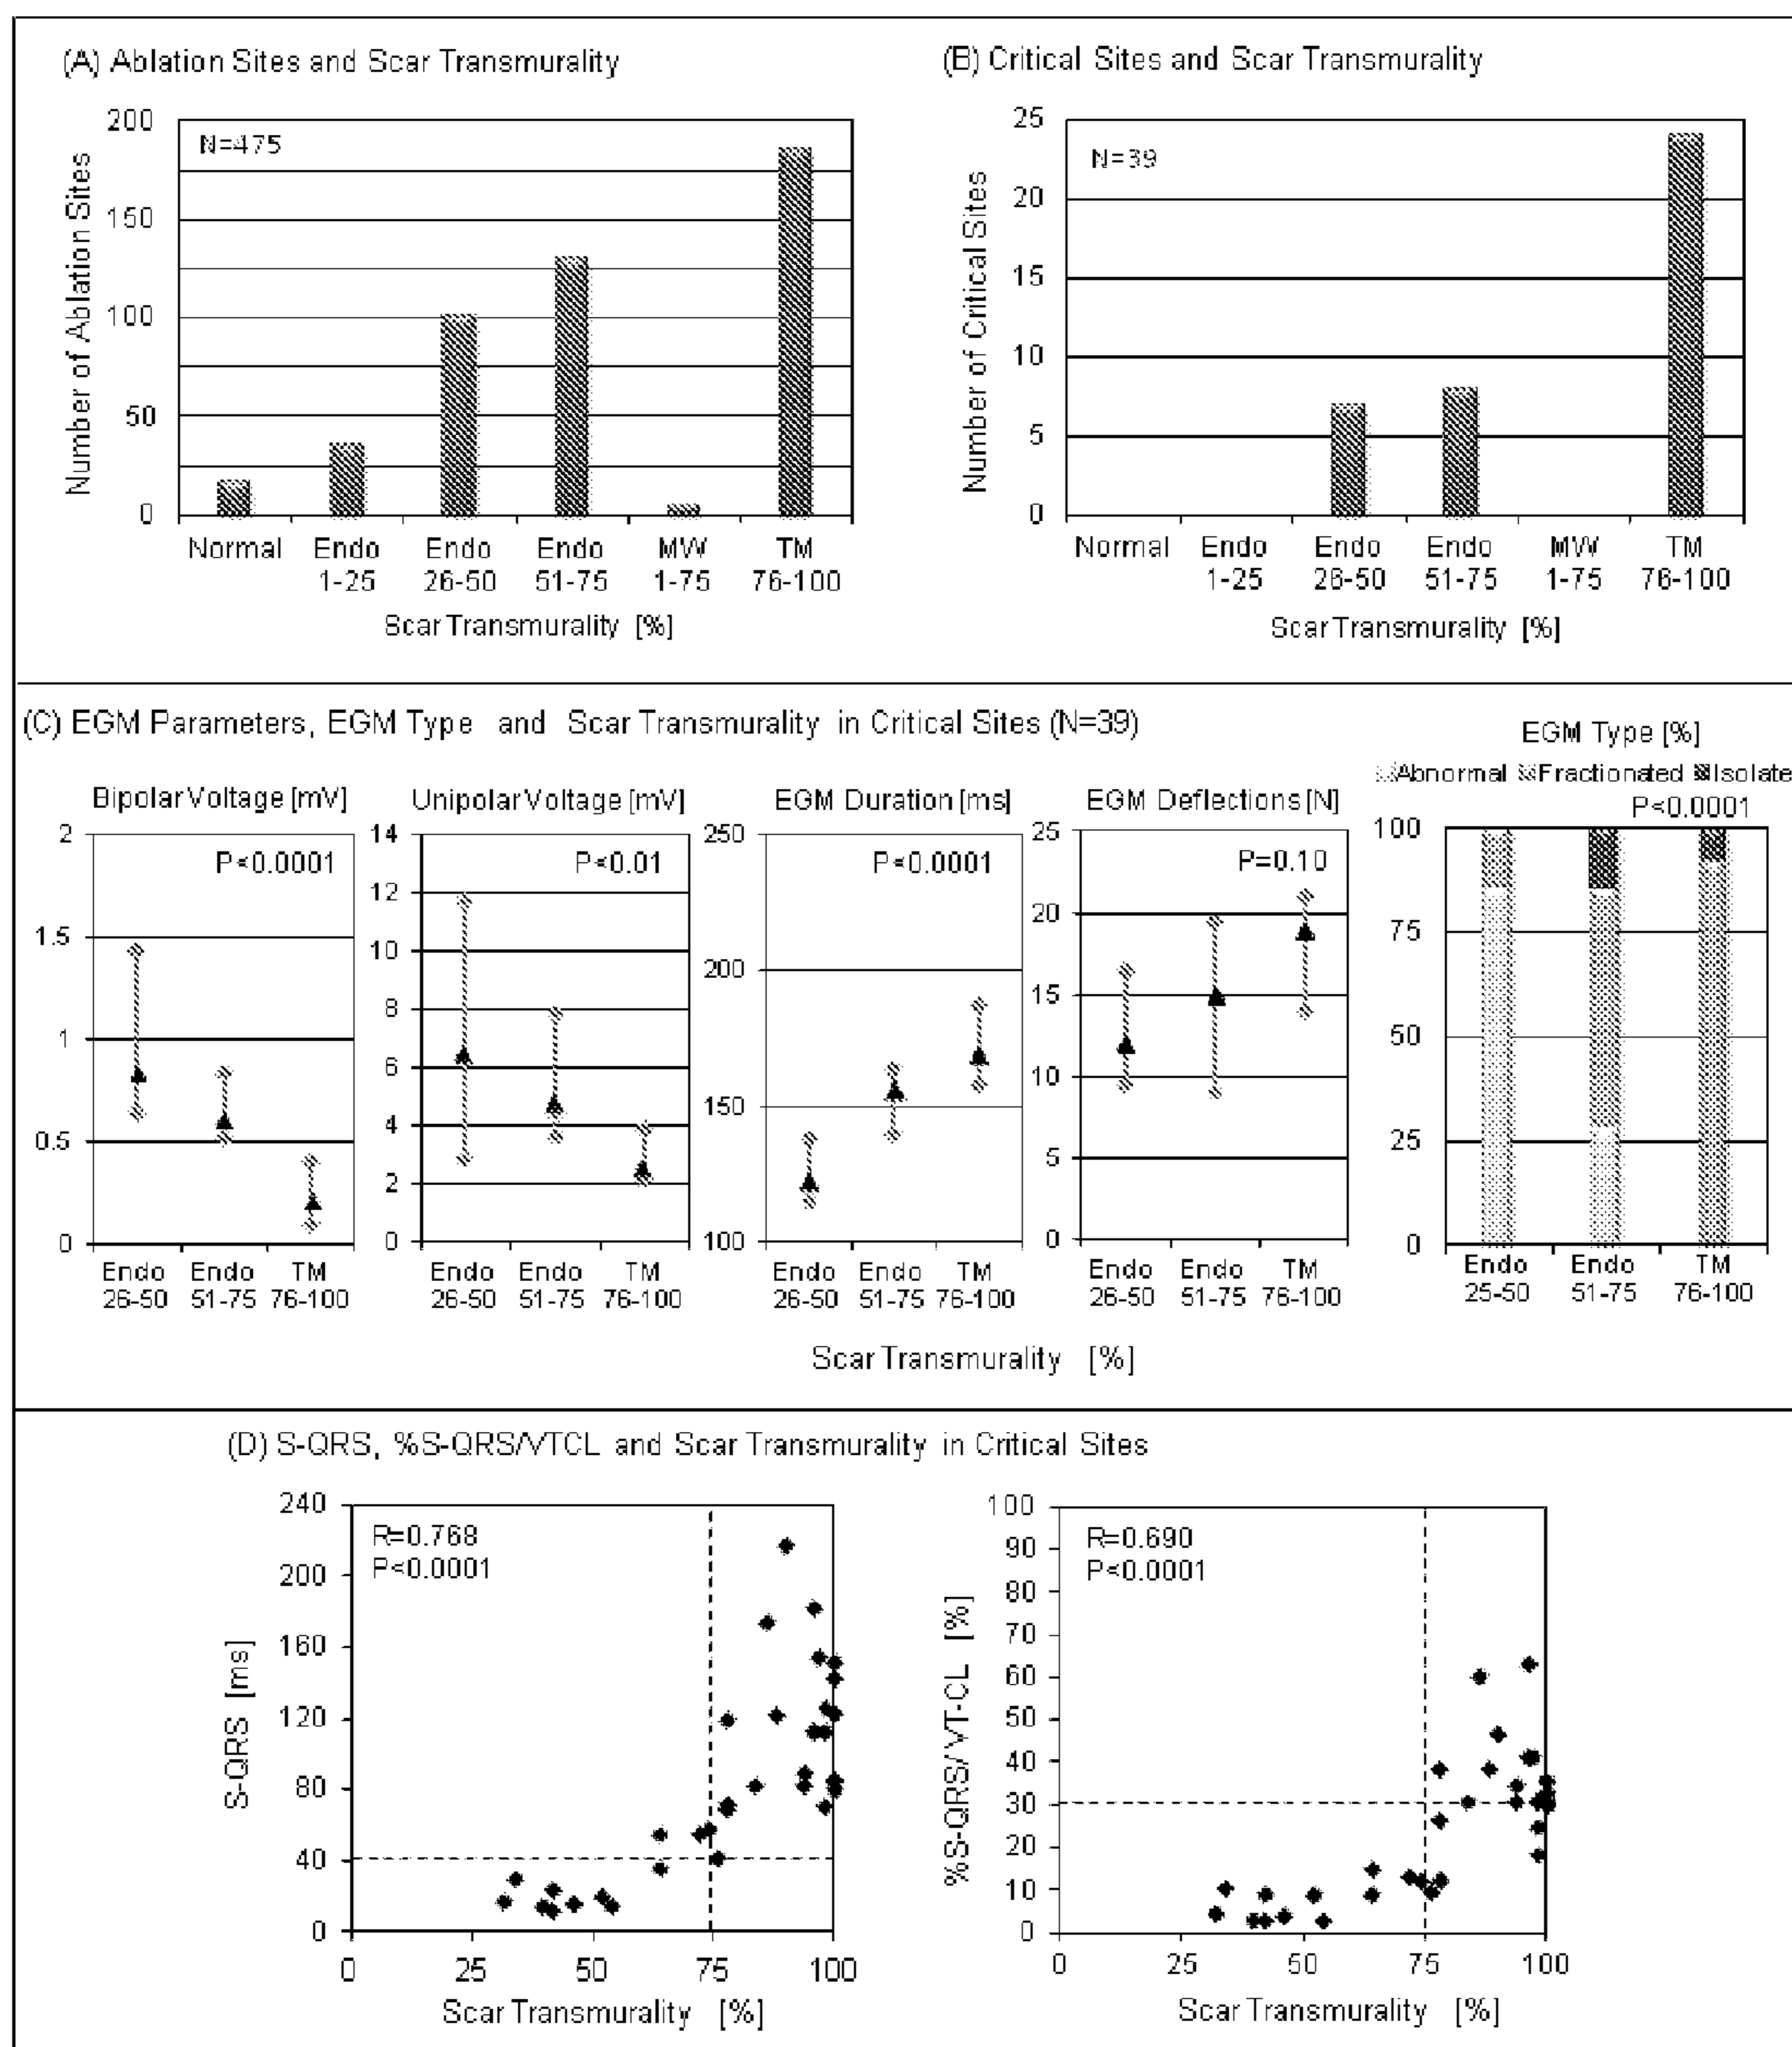 (A) Ablation Sites and Scar Transmurality
N=475
Number of Ablation Sites
200
150
100
50
0
Normal Endo Endo Endo MW TM
1-25 26-50 51-75 1-75 76-100
Scar Transmurality [%]
(B) Critical Sites and Scar Transmurality
N=39
Number of Critical Sites
25
20
15
10
5
0
Normal Endo Endo Endo MW TM
1-25 26-50 51-75 1-75 76-100
Scar Transmurality [%]
(C) EGM Parameters, EGM Type and Scar Transmurality in Critical Sites (N=39)
Bipolar Voltage [mV]
P<0.0001
2
1.5
1
0.5
0
Endo Endo TM
26-50 51-75 76-100
Unipolar Voltage [mV]
P<0.01
14
12
10
8
6
4
2
0
Endo Endo TM
26-50 51-75 76-100
EGM Duration [ms]
P<0.0001
250
200
150
100
Endo Endo TM
26-50 51-75 76-100
EGM Deflections [N]
P=0.10
25
20
15
10
5
0
Endo Endo TM
26-50 51-75 76-100
EGM Type [%]
Abnormal Fractionated Isolate
P<0.0001
100
75
50
25
0
Endo Endo TM
25-50 51-75 76-100
Scar Transmurality [%]
(D) S-QRS, %S-QRS/VTCL and Scar Transmurality in Critical Sites
R=0.768
P<0.0001
S-QRS [ms]
240
200
160
120
80
40
0
0 25 50 75 100
Scar Transmurality [%]
R=0.690
P<0.0001
%S-QRS/VT-CL [%]
100
90
80
70
60
50
40
30
20
10
0
0 25 50 75 100
Scar Transmurality [%]